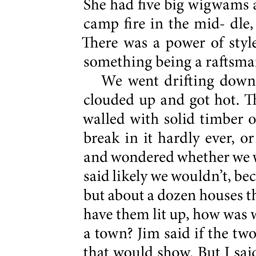 She had five big wigwams a
camp fire in the mid- dle,
There was a power of style
something being a raftsma
We went drifting down
clouded up and got hot. Th
walled with solid timber o
break in it hardly ever, or
and wondered whether we w
said likely we wouldn't, bec
but about a dozen houses th
have them lit up, how was w
a town? Jim said if the two
that would show. But I said